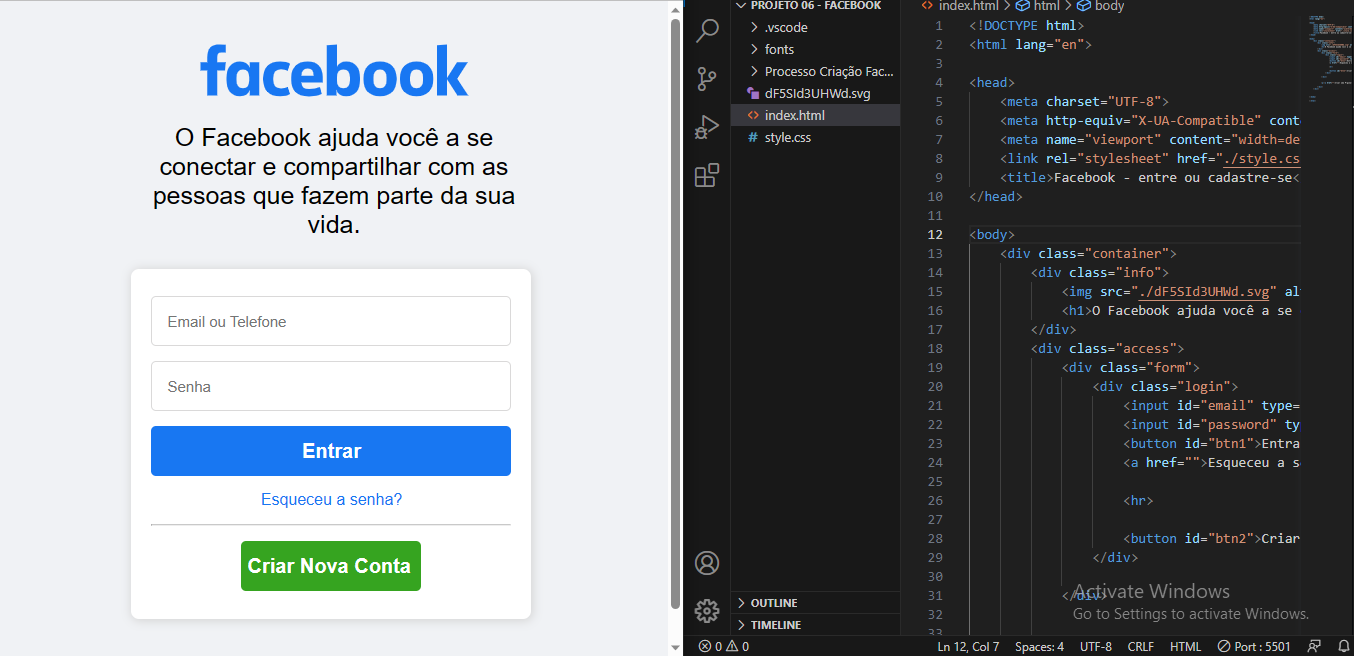 facebook
O Facebook ajuda você a se
conectar e compartilhar com as
pessoas que fazem parte da sua
vida.
Email ou Telefone
Senha
Entrar
Esqueceu a senha?
Criar Nova Conta
PROJETO 06 - FACEBOOK
.vscode
fonts
Processo Criação Fac...
dF5SId3UHWd.svg
index.html
# style.css
OUTLINE
TIMELINE
index.html > html > body
1 <!DOCTYPE html>
2 <html lang="en">
3
4 <head>
5 <meta charset="UTF-8">
6 <meta http-equiv="X-UA-Compatible" cont
7 <meta name="viewport" content="width=de
8 <link rel="stylesheet" href="./style.cs
9 <title>Facebook - entre ou cadastre-se<
10 </head>
11
12 <body>
13 <div class="container">
14 <div class="info">
15 <img src="./dF5SId3UHWd.svg" al
16 <h1>O Facebook ajuda você a se
17 </div>
18 <div class="access">
19 <div class="form">
20 <div class="login">
21 <input id="email" type=
22 <input id="password" ty
23 <button id="btn1">Entra
24 <a href="">Esqueceu a s
25
26 <hr>
27
28 <button id="btn2">Criar
29 </div>
30
31 </div>
32
33
Activate Windows
Go to Settings to activate Windows.
0 0 Ln 12, Col 7 Spaces: 4 UTF-8 CRLF HTML Port : 5501